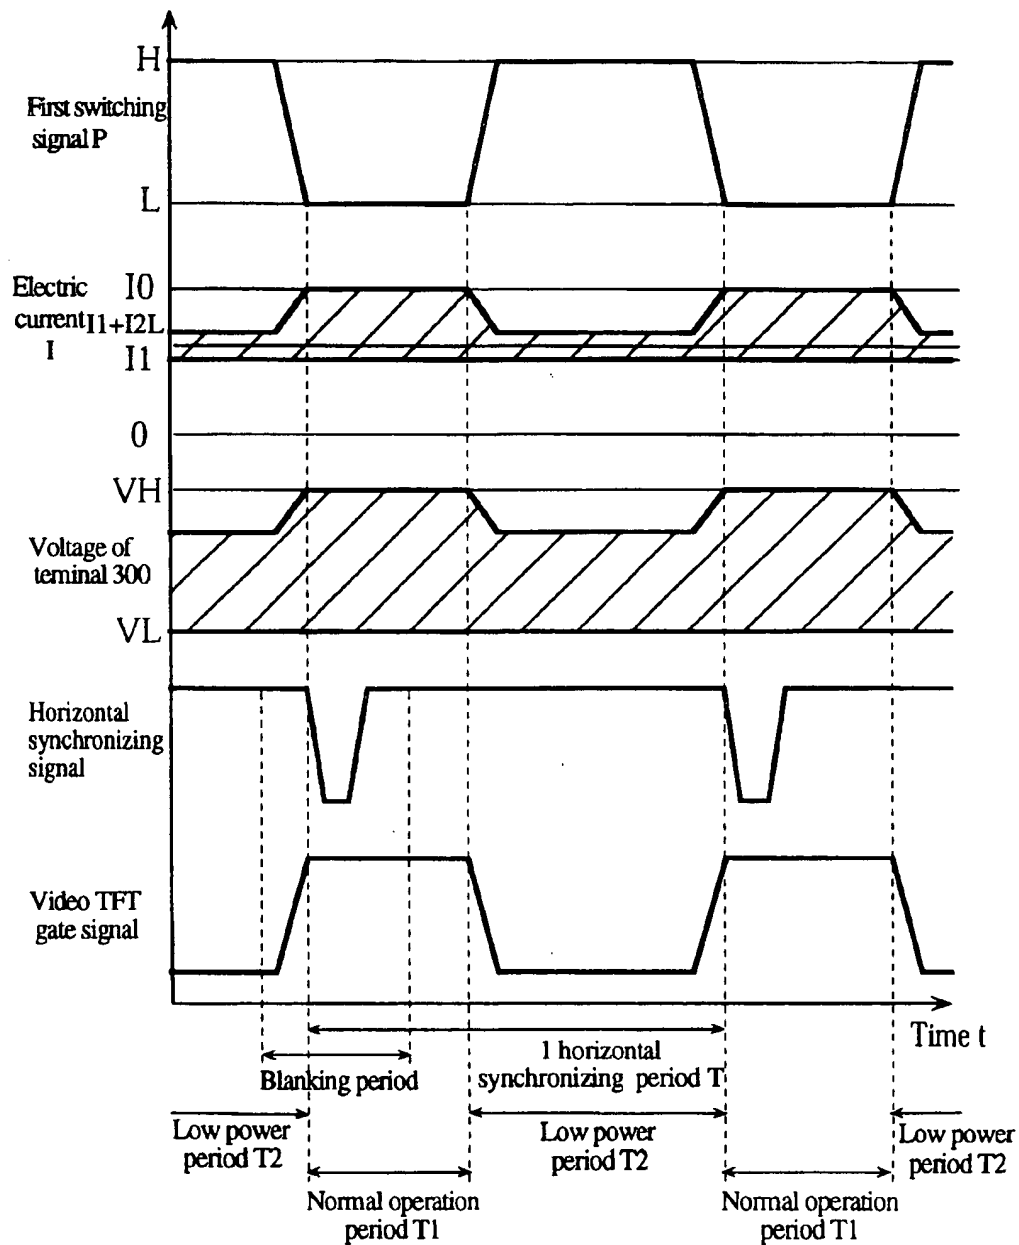 H
First switching
signal P
L
Electric
current
I
I0
I1+I2L
I1
0
VH
Voltage of
teminal 300
VL
Horizontal
synchronizing
signal
Video TFT
gate signal
Time t
1 horizontal
synchronizing period T
Blanking period
Low power
period T2
Low power
period T2
Low power
period T2
Normal operation
period T1
Normal operation
period T1